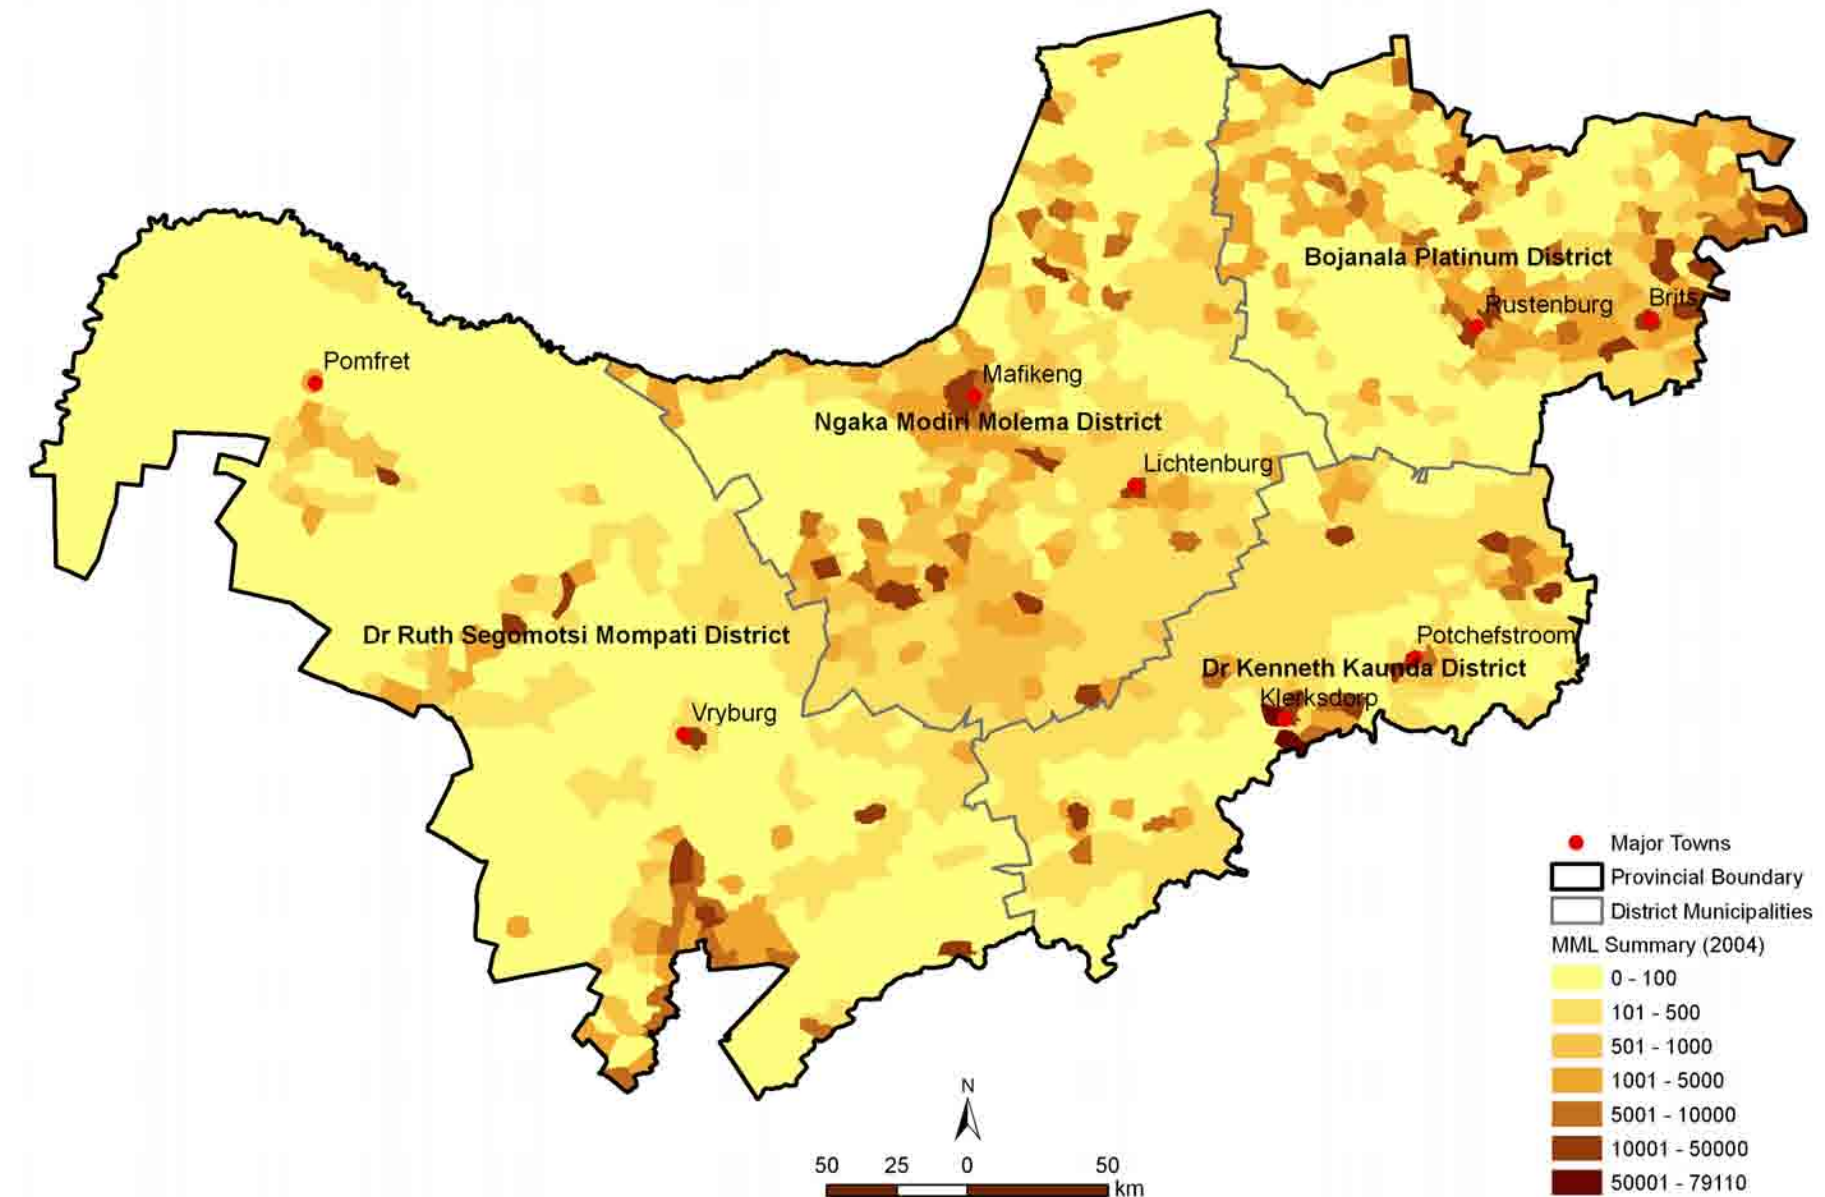 Bojanala Platinum District
Rustenburg
Brits
Pomfret
Mafikeng
Ngaka Modiri Molema District
Lichtenburg
Dr Ruth Segomotsi Mompati District
Potchefstroom
Dr Kenneth Kaunda District
Klerksdorp
Vryburg
Major Towns
Provincial Boundary
District Municipalities
MML Summary (2004)
0 - 100
101 - 500
501 - 1000
1001 - 5000
5001 - 10000
10001 - 50000
50001 - 79110
N
50 25 0 50
km